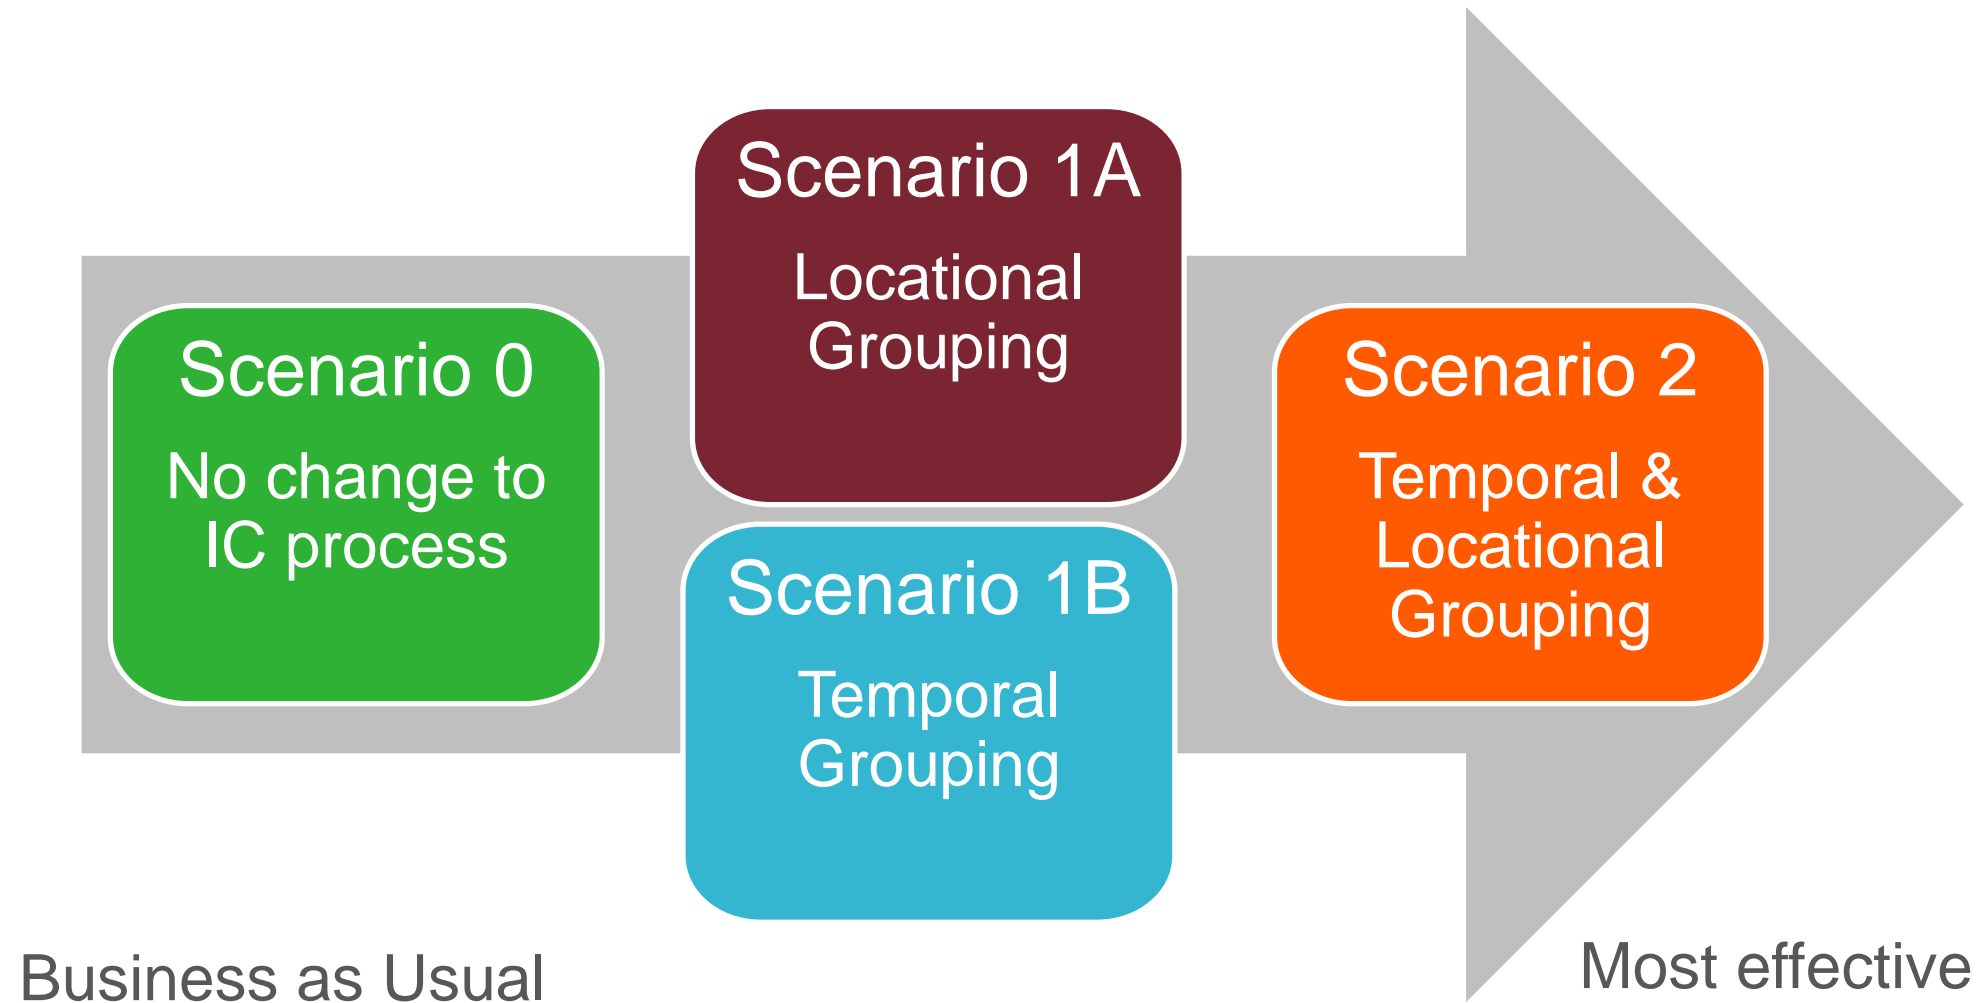 Scenario 0
No change to
IC process
Scenario 1A
Locational
Grouping
Scenario 1B
Temporal
Grouping
Scenario 2
Temporal &
Locational
Grouping
Business as Usual
Most effective